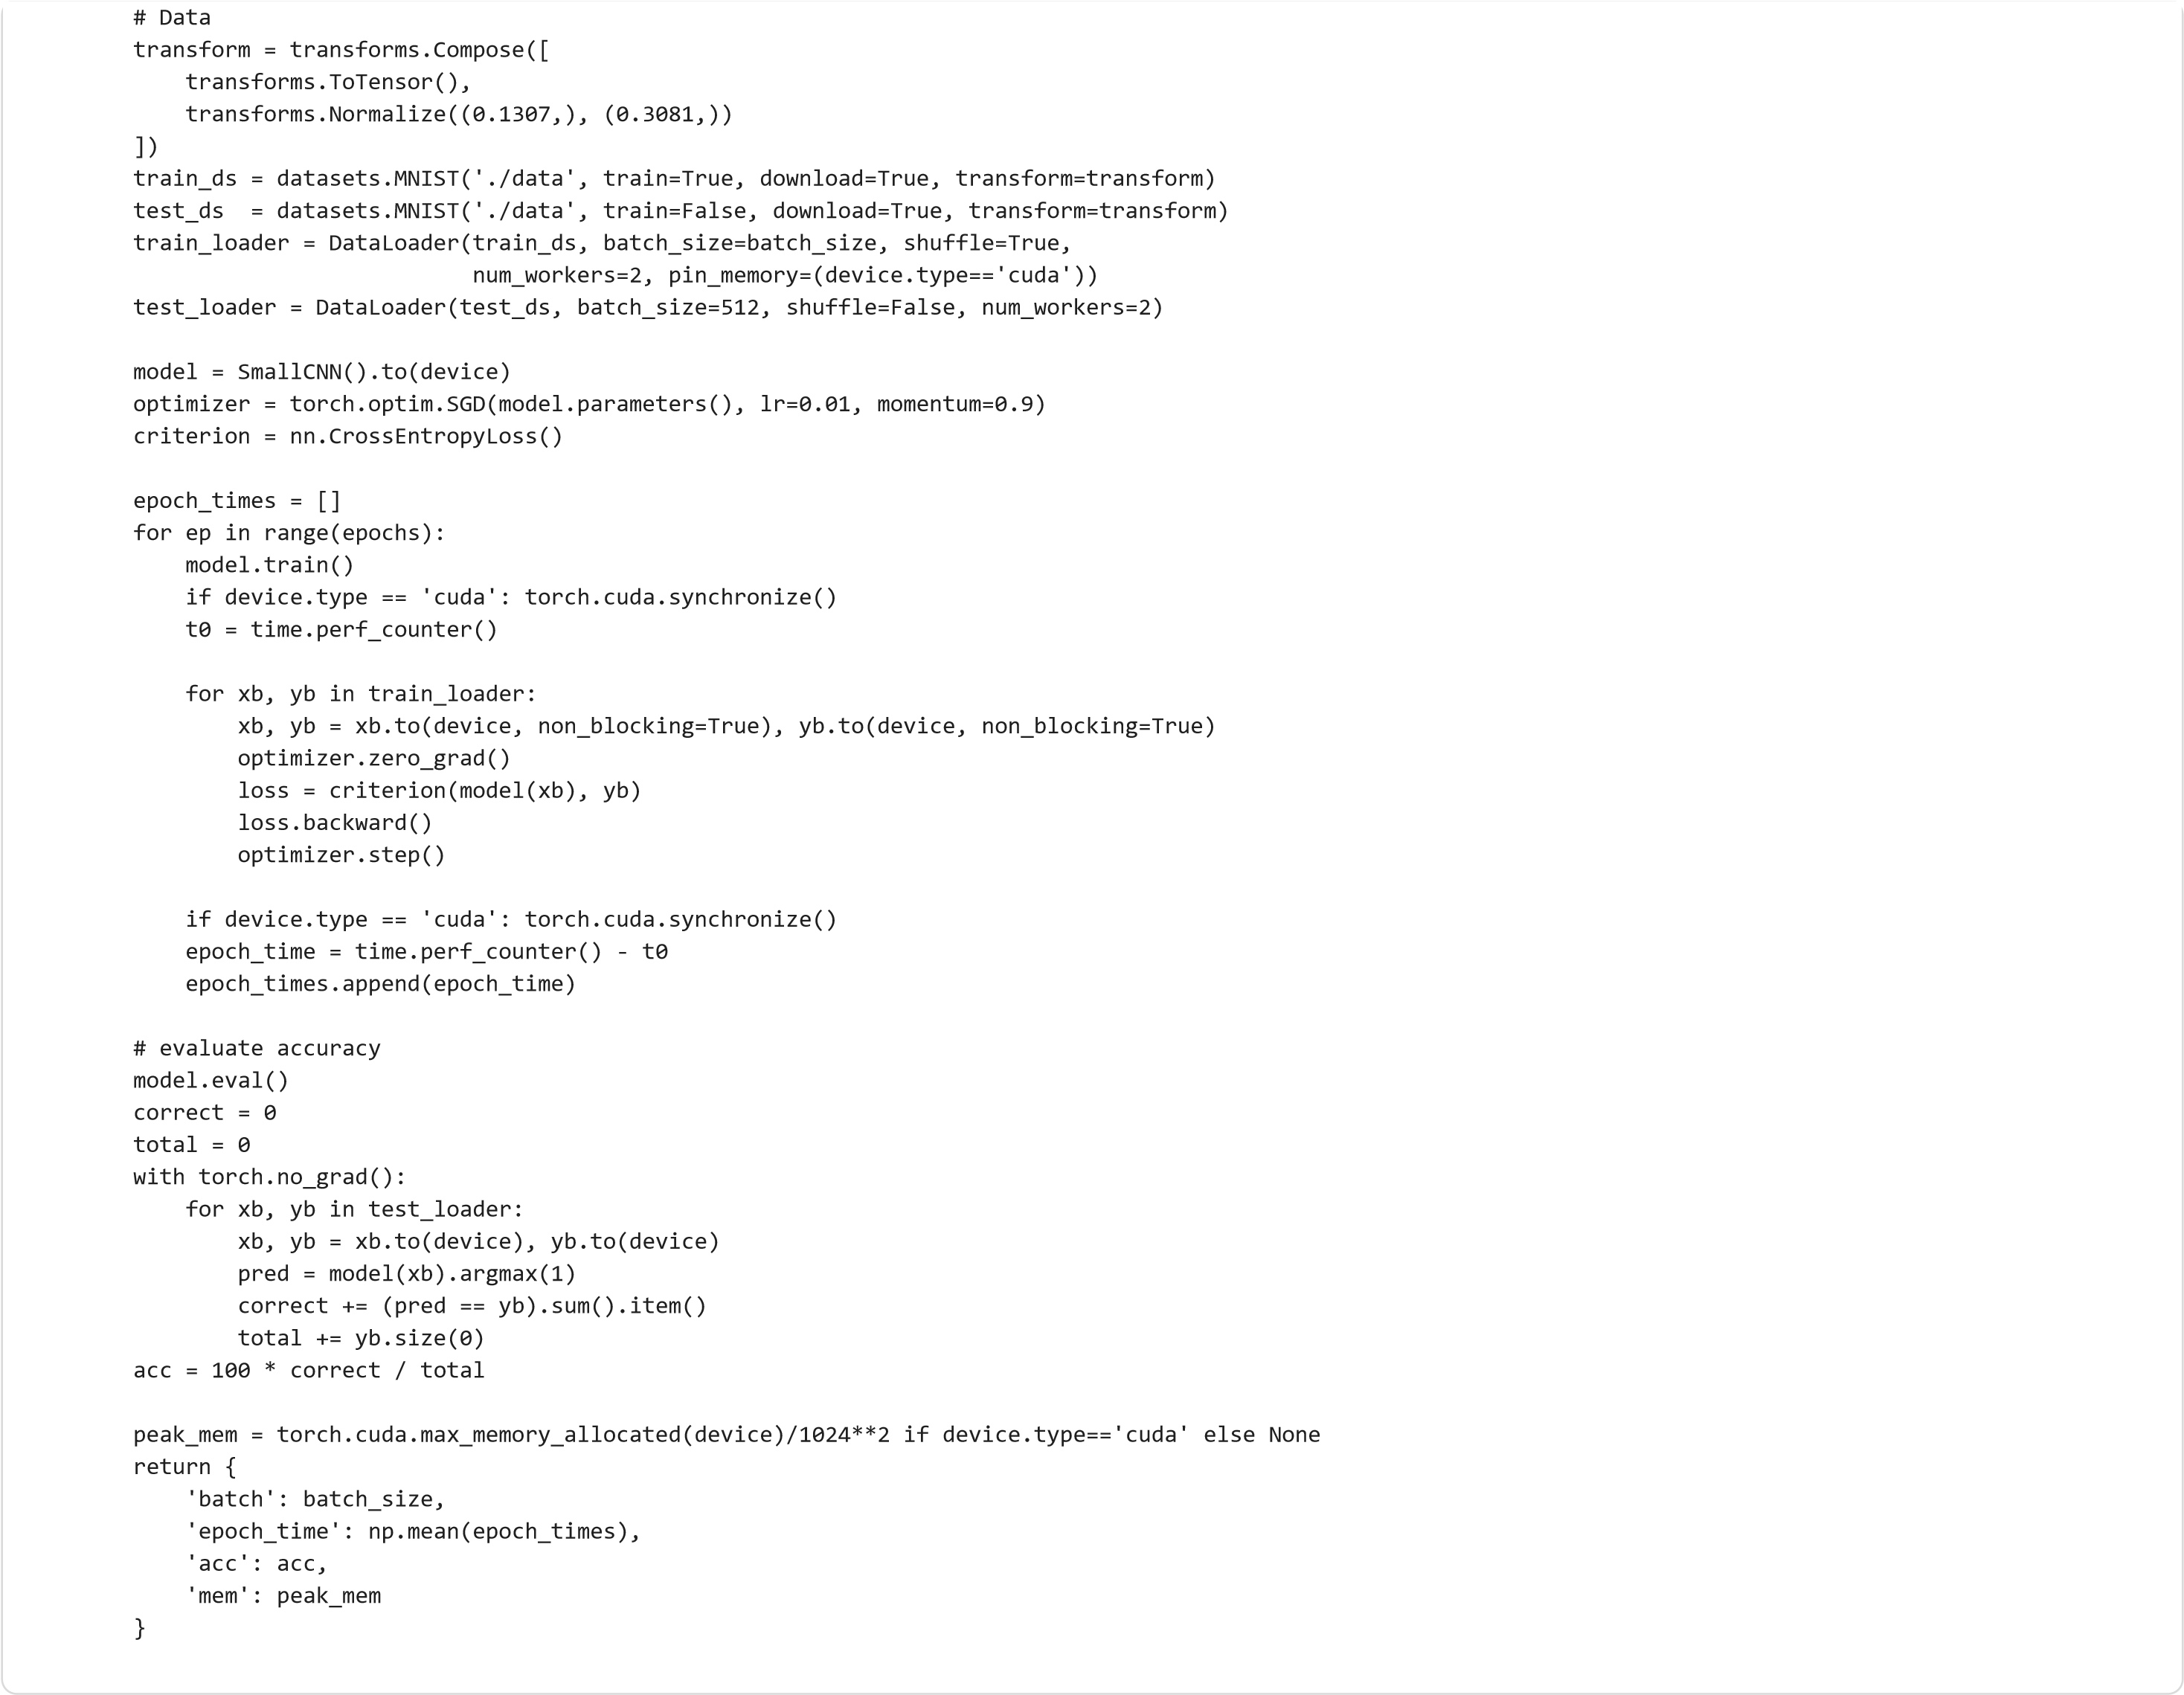 # Data
transform = transforms.Compose([
    transforms.ToTensor(),
    transforms.Normalize((0.1307,), (0.3081,))
])
train_ds = datasets.MNIST('./data', train=True, download=True, transform=transform)
test_ds  = datasets.MNIST('./data', train=False, download=True, transform=transform)
train_loader = DataLoader(train_ds, batch_size=batch_size, shuffle=True,
                          num_workers=2, pin_memory=(device.type=='cuda'))
test_loader = DataLoader(test_ds, batch_size=512, shuffle=False, num_workers=2)

model = SmallCNN().to(device)
optimizer = torch.optim.SGD(model.parameters(), lr=0.01, momentum=0.9)
criterion = nn.CrossEntropyLoss()

epoch_times = []
for ep in range(epochs):
    model.train()
    if device.type == 'cuda': torch.cuda.synchronize()
    t0 = time.perf_counter()

    for xb, yb in train_loader:
        xb, yb = xb.to(device, non_blocking=True), yb.to(device, non_blocking=True)
        optimizer.zero_grad()
        loss = criterion(model(xb), yb)
        loss.backward()
        optimizer.step()

    if device.type == 'cuda': torch.cuda.synchronize()
    epoch_time = time.perf_counter() - t0
    epoch_times.append(epoch_time)

# evaluate accuracy
model.eval()
correct = 0
total = 0
with torch.no_grad():
    for xb, yb in test_loader:
        xb, yb = xb.to(device), yb.to(device)
        pred = model(xb).argmax(1)
        correct += (pred == yb).sum().item()
        total += yb.size(0)
acc = 100 * correct / total

peak_mem = torch.cuda.max_memory_allocated(device)/1024**2 if device.type=='cuda' else None
return {
    'batch': batch_size,
    'epoch_time': np.mean(epoch_times),
    'acc': acc,
    'mem': peak_mem
}